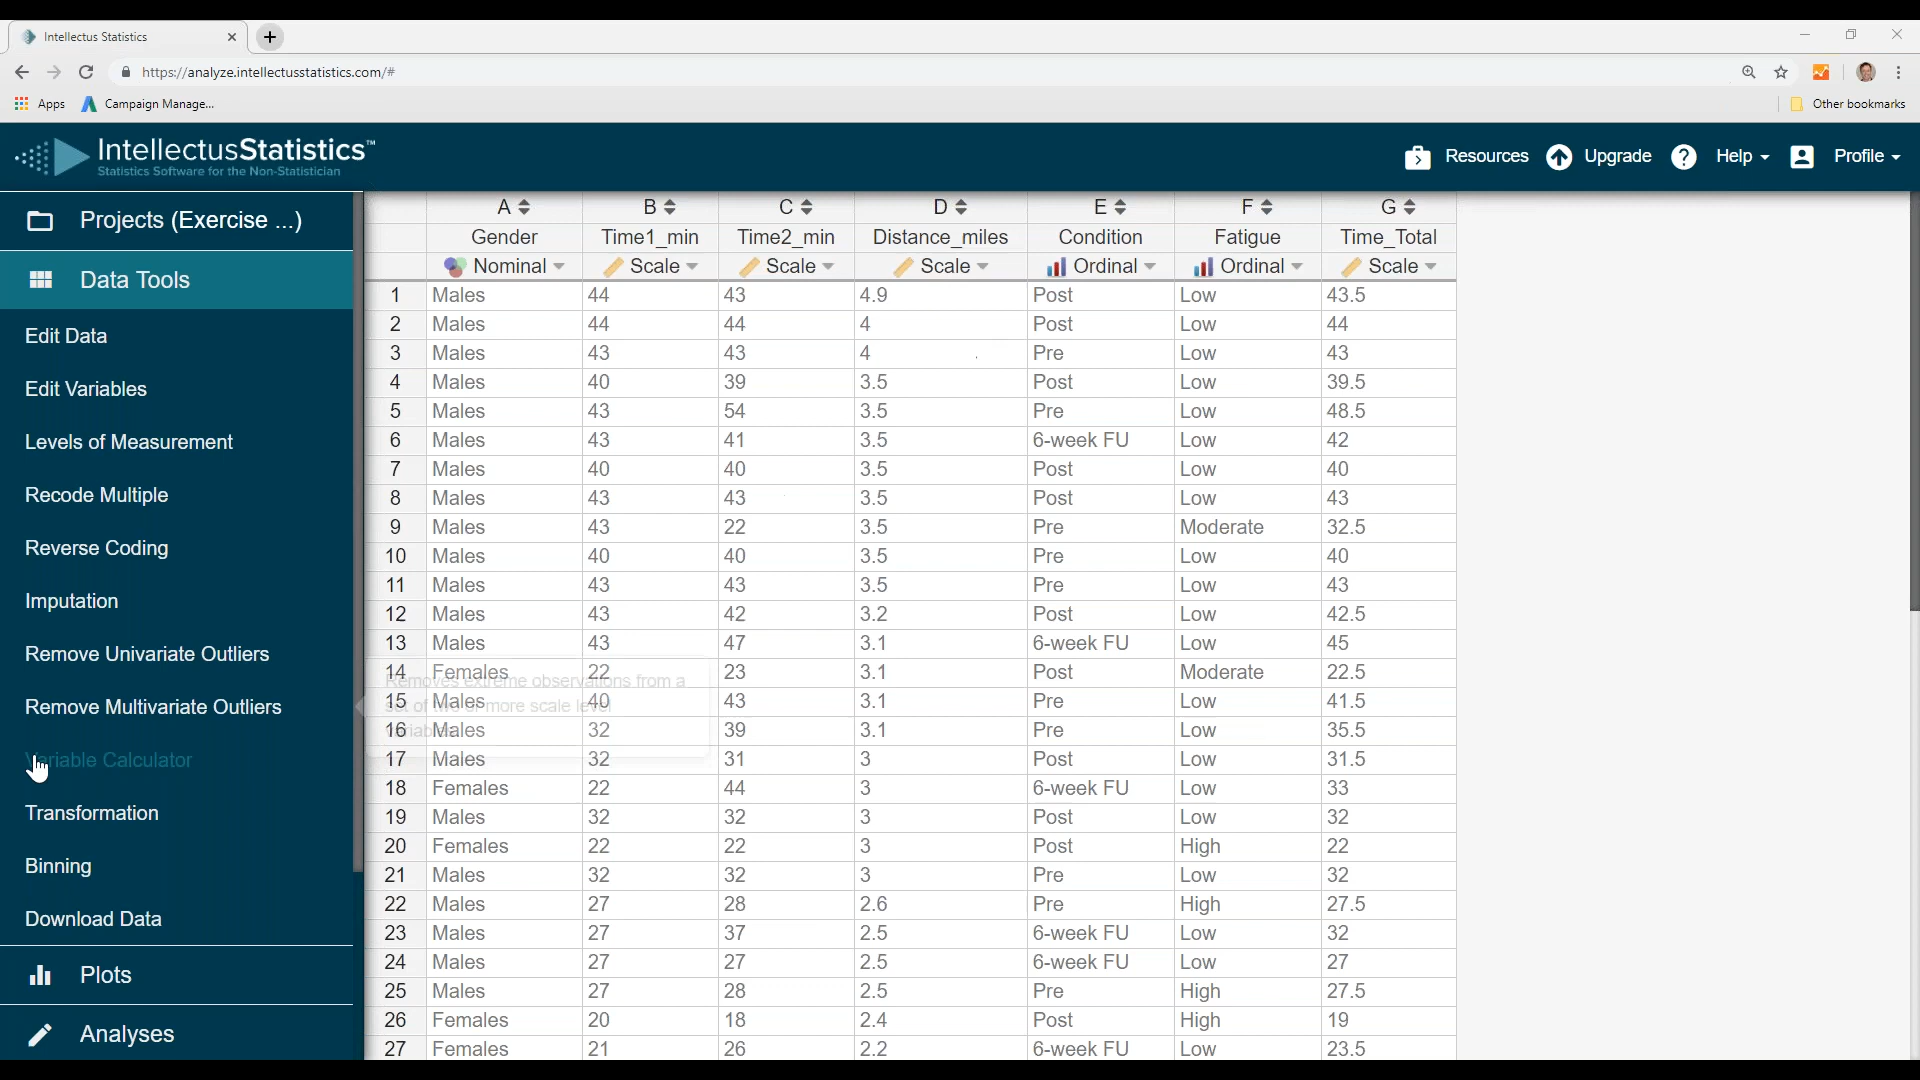 Intellectus Statistics
https://analyze.intellectusstatistics.com/#
Apps Campaign Manage... Other bookmarks
IntellectusStatistics™
Statistics Software for the Non-Statistician
Resources Upgrade Help Profile
Projects (Exercise ...)
Data Tools
Edit Data
Edit Variables
Levels of Measurement
Recode Multiple
Reverse Coding
Imputation
Remove Univariate Outliers
Remove Multivariate Outliers
Variable Calculator
Transformation
Binning
Download Data
Plots
Analyses
A B C D E F G
Gender Time1_min Time2_min Distance_miles Condition Fatigue Time_Total
Nominal Scale Scale Scale Ordinal Ordinal Scale
1 Males 44 43 4.9 Post Low 43.5
2 Males 44 44 4 Post Low 44
3 Males 43 43 4 Pre Low 43
4 Males 40 39 3.5 Post Low 39.5
5 Males 43 54 3.5 Pre Low 48.5
6 Males 43 41 3.5 6-week FU Low 42
7 Males 40 40 3.5 Post Low 40
8 Males 43 43 3.5 Post Low 43
9 Males 43 22 3.5 Pre Moderate 32.5
10 Males 40 40 3.5 Pre Low 40
11 Males 43 43 3.5 Pre Low 43
12 Males 43 42 3.2 Post Low 42.5
13 Males 43 47 3.1 6-week FU Low 45
14 Females 22 23 3.1 Post Moderate 22.5
15 Males 40 43 3.1 Pre Low 41.5
16 Males 32 39 3.1 Pre Low 35.5
17 Males 32 31 3 Post Low 31.5
18 Females 22 44 3 6-week FU Low 33
19 Males 32 32 3 Post Low 32
20 Females 22 22 3 Post High 22
21 Males 32 32 3 Pre Low 32
22 Males 27 28 2.6 Pre High 27.5
23 Males 27 37 2.5 6-week FU Low 32
24 Males 27 27 2.5 6-week FU Low 27
25 Males 27 28 2.5 Pre High 27.5
26 Females 20 18 2.4 Post High 19
27 Females 21 26 2.2 6-week FU Low 23.5
Removes extreme observations from a
set of two or more scale level
variables